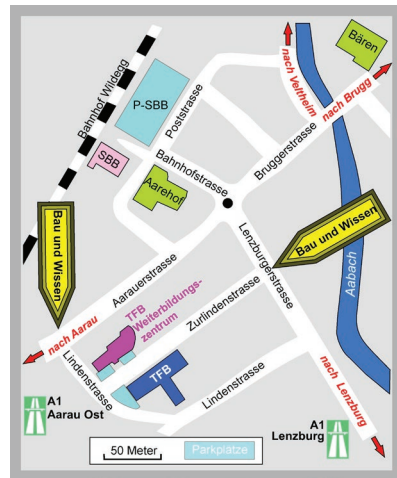 Bären
nach Veltheim
nach Brugg
Bahnhof Wildegg
P-SBB
Poststrasse
SBB
Bahnhofstrasse
Bruggerstrasse
Aarehof
Bau und Wissen
Bau und Wissen
Lenzburgerstrasse
Aabach
Aarauerstrasse
TFB
Weiterbildungs-
zentrum
Zurlindenstrasse
nach Aarau
TFB
Lindenstrasse
Lindenstrasse
nach Lenzburg
A1
Aarau Ost
A1
Lenzburg
50 Meter
Parkplätze